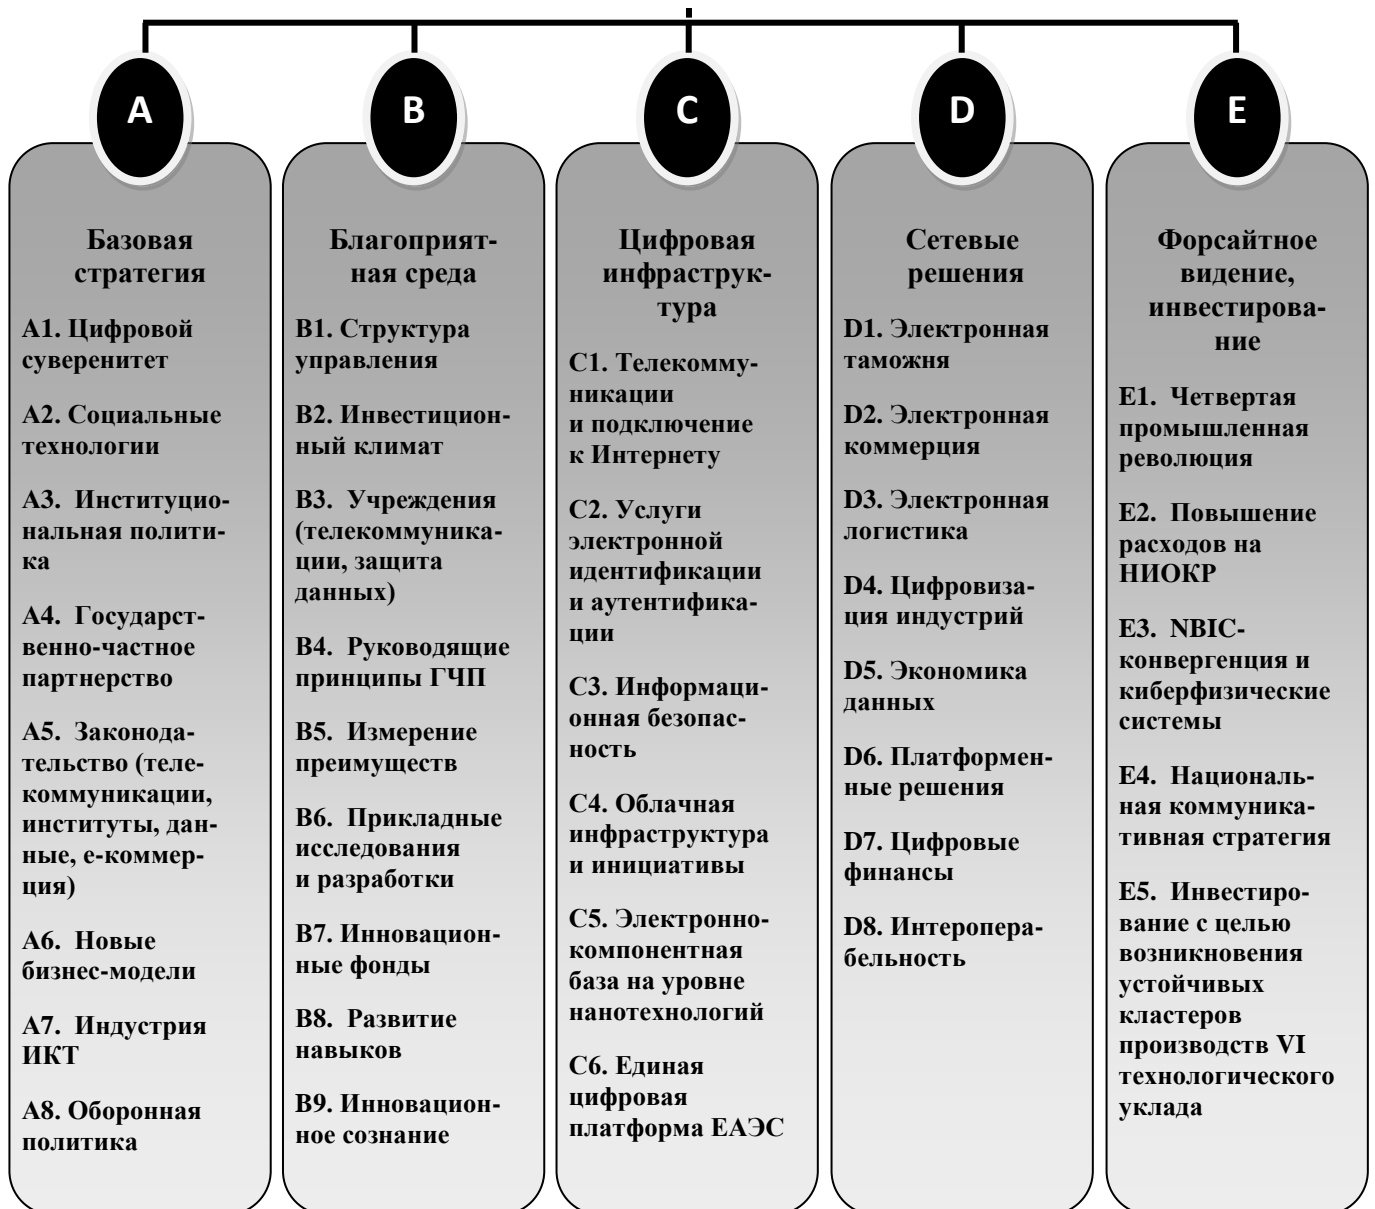 A
Базовая
стратегия
A1. Цифровой
суверенитет
A2. Социальные
технологии
A3. Институцио-
нальная полити-
ка
A4. Государст-
венно-частное
партнерство
A5. Законода-
тельство (теле-
коммуникации,
институты, дан-
ные, е-коммер-
ция)
A6. Новые
бизнес-модели
A7. Индустрия
ИКТ
A8. Оборонная
политика
B
Благоприят-
ная среда
B1. Структура
управления
B2. Инвестицион-
ный климат
B3. Учреждения
(телекоммуника-
ции, защита
данных)
B4. Руководящие
принципы ГЧП
B5. Измерение
преимуществ
B6. Прикладные
исследования
и разработки
B7. Инновацион-
ные фонды
B8. Развитие
навыков
B9. Инновацион-
ное сознание
C
Цифровая
инфраструк-
тура
C1. Телекомму-
никации
и подключение
к Интернету
C2. Услуги
электронной
идентификации
и аутентифика-
ции
C3. Информаци-
онная безопас-
ность
C4. Облачная
инфраструктура
и инициативы
C5. Электронно-
компонентная
база на уровне
нанотехнологий
C6. Единая
цифровая
платформа ЕАЭС
D
Сетевые
решения
D1. Электронная
таможня
D2. Электронная
коммерция
D3. Электронная
логистика
D4. Цифровиза-
ция индустрий
D5. Экономика
данных
D6. Платформен-
ные решения
D7. Цифровые
финансы
D8. Интеропера-
бельность
E
Форсайтное
видение,
инвестирова-
ние
E1. Четвертая
промышленная
революция
E2. Повышение
расходов на
НИОКР
E3. NBIC-
конвергенция и
киберфизические
системы
E4. Националь-
ная коммуника-
тивная стратегия
E5. Инвестиро-
вание с целью
возникновения
устойчивых
кластеров
производств VI
технологического
уклада